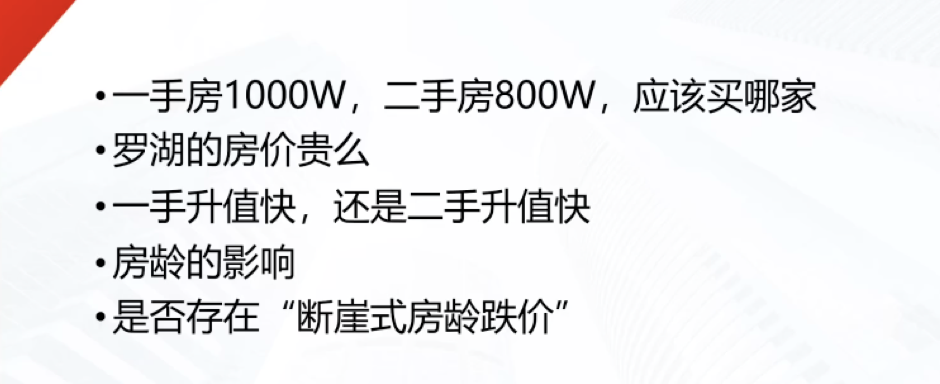 •一手房1000W，二手房800W，应该买哪家
•罗湖的房价贵么
•一手升值快，还是二手升值快
•房龄的影响
•是否存在“断崖式房龄跌价”